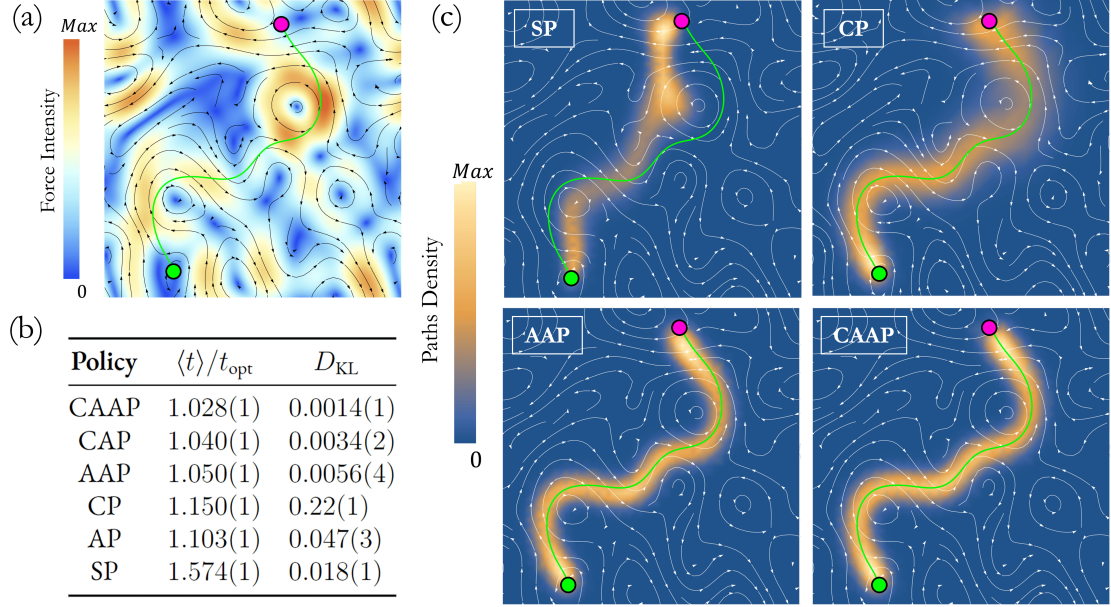 (a)
Max
Force Intensity
0
(b)
Policy ⟨t⟩/t_opt D_KL
CAAP 1.028(1) 0.0014(1)
CAP 1.040(1) 0.0034(2)
AAP 1.050(1) 0.0056(4)
CP 1.150(1) 0.22(1)
AP 1.103(1) 0.047(3)
SP 1.574(1) 0.018(1)
(c)
Max
Paths Density
0
SP
CP
AAP
CAAP